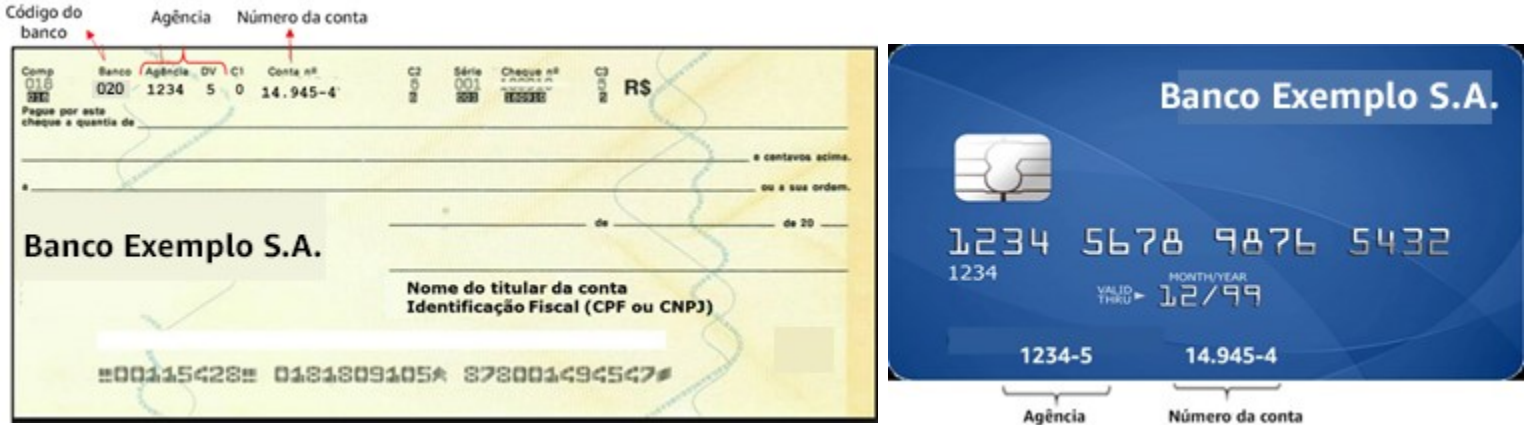 Código do
banco
Agência
Número da conta
Comp Banco Agência DV C1 Conta nº C2 Série Cheque nº C3
018 020 1234 5 0 14.945-4 001 R$
Pague por este
cheque a quantia de
e centavos acima.
a ou a sua ordem.
de de 20
Banco Exemplo S.A.
Nome do titular da conta
Identificação Fiscal (CPF ou CNPJ)
00115428 0181809105 878001494547
Banco Exemplo S.A.
1234 5678 9876 5432
1234
MONTH/YEAR
VALID
THRU 12/99
1234-5 14.945-4
Agência Número da conta